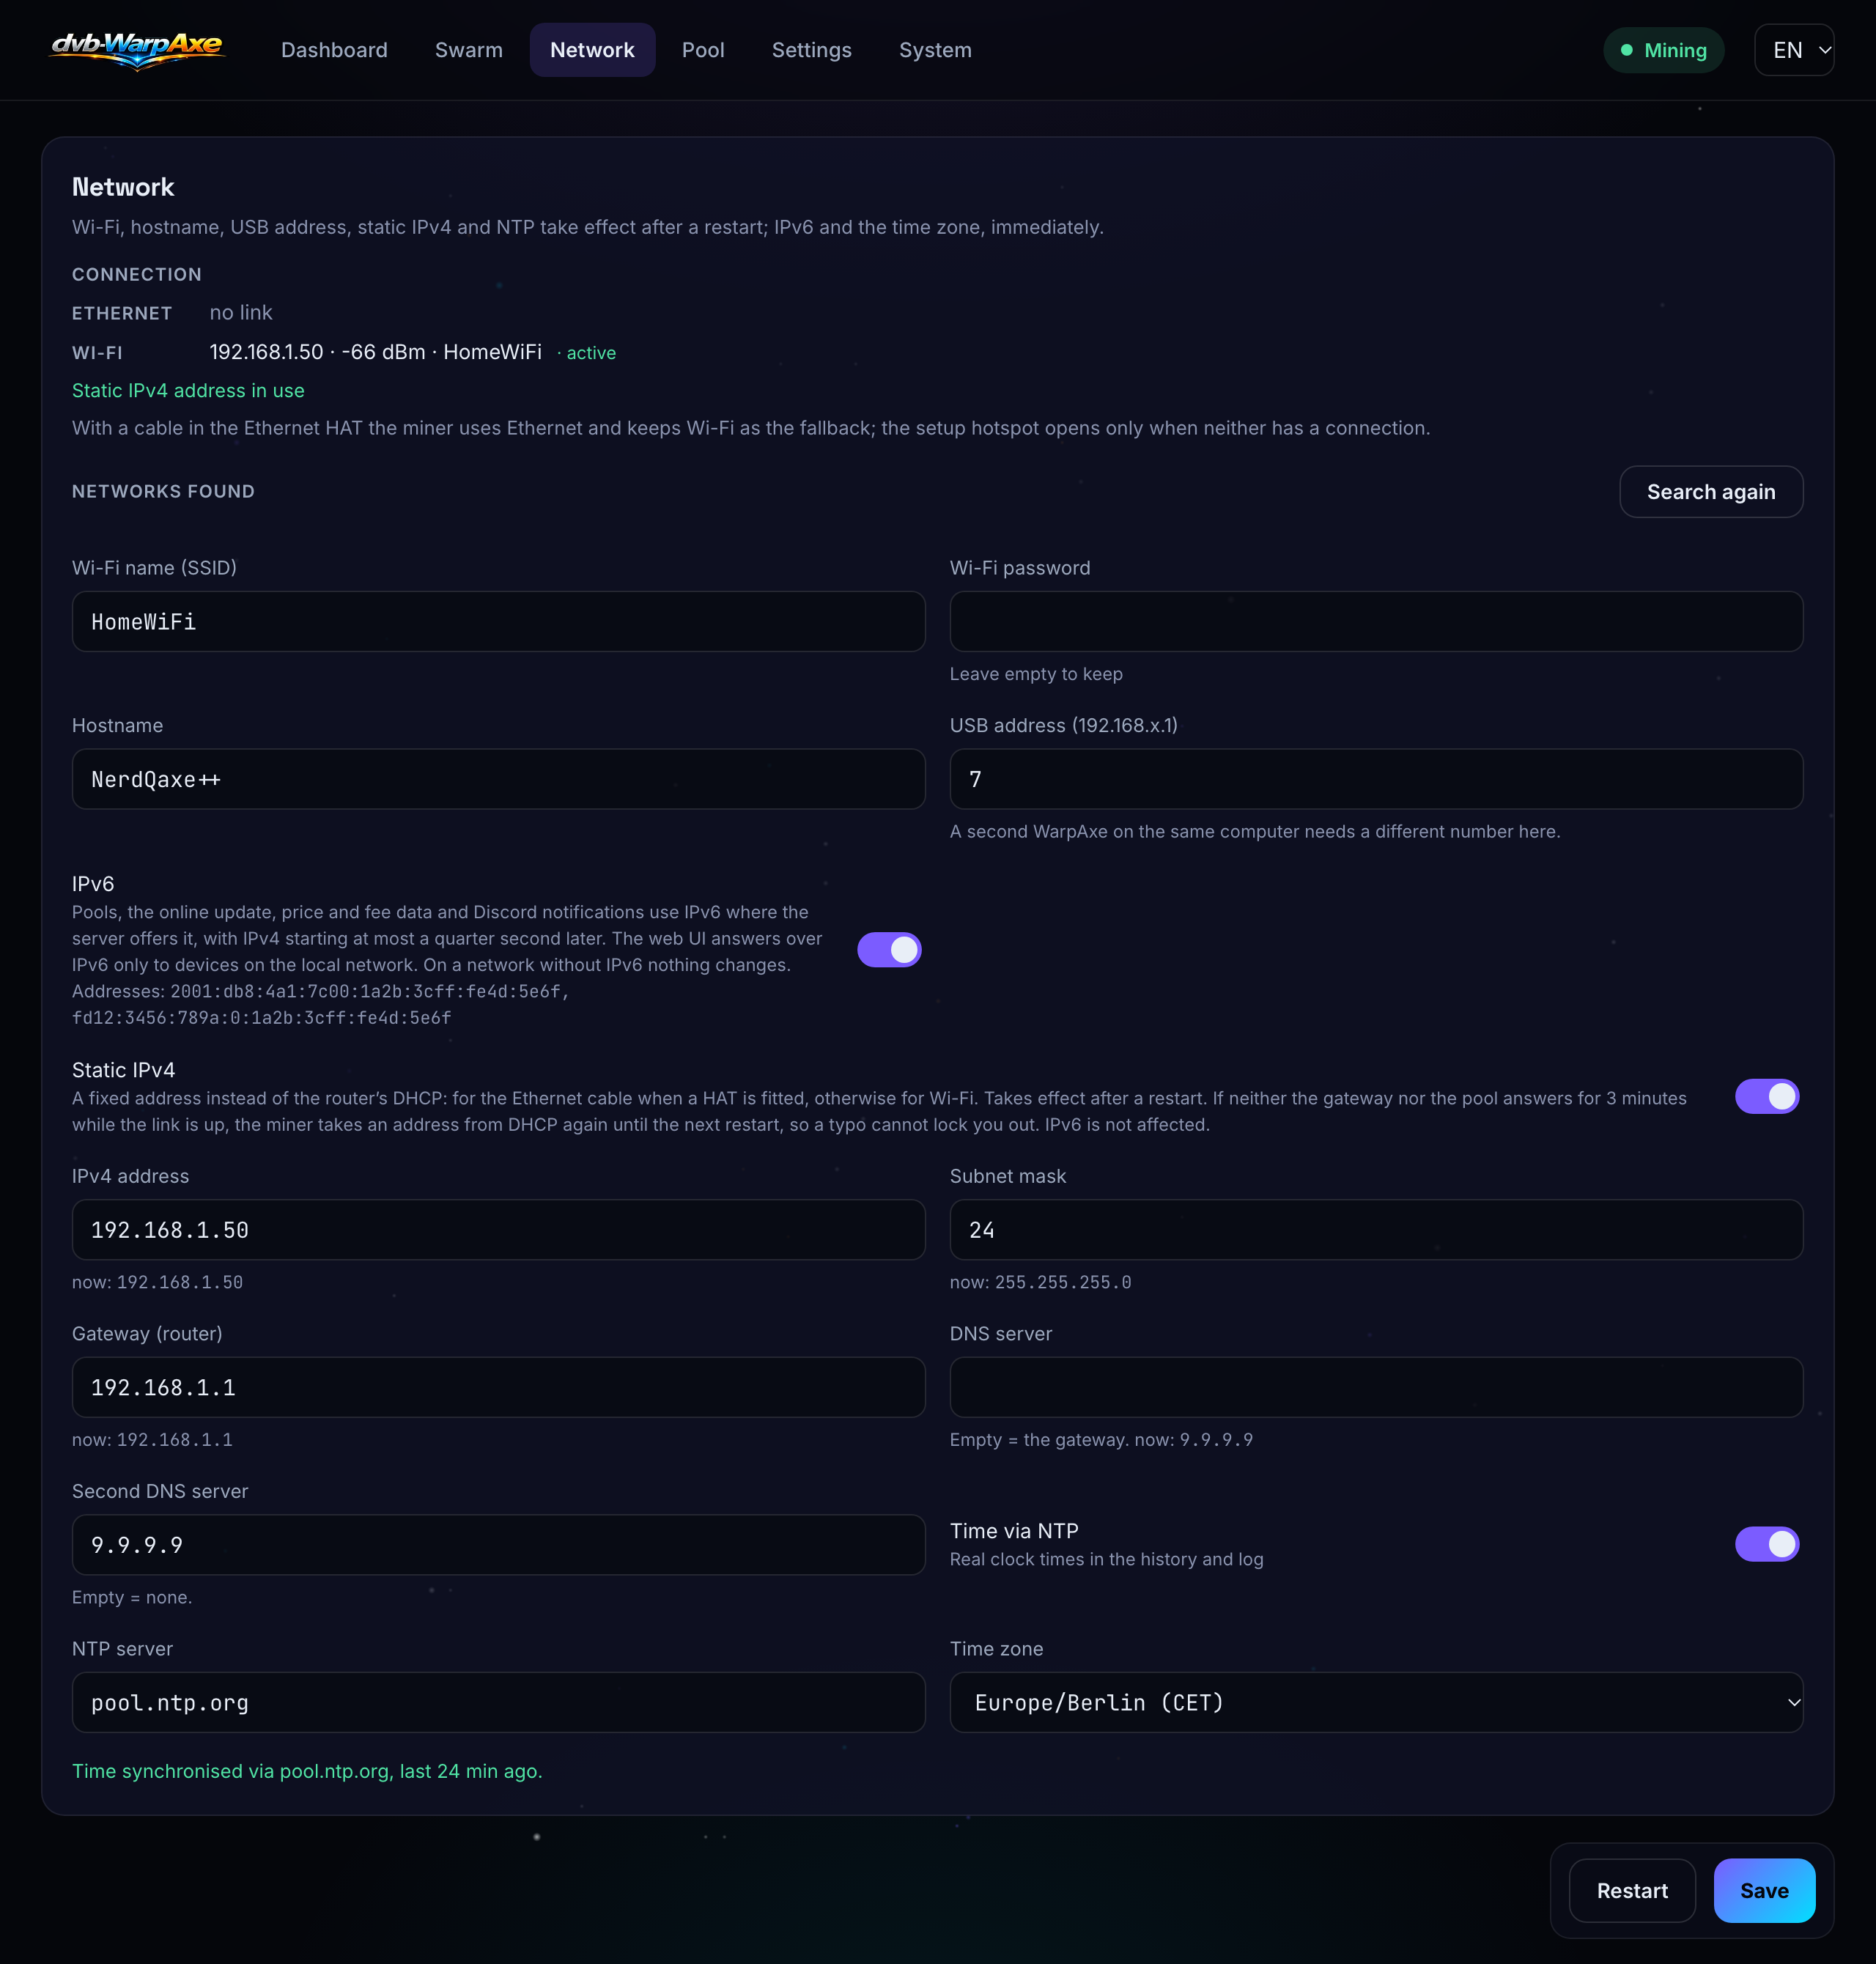 dvb-WarpAxe
Dashboard
Swarm
Network
Pool
Settings
System
Mining
EN
Network
Wi-Fi, hostname, USB address, static IPv4 and NTP take effect after a restart; IPv6 and the time zone, immediately.
CONNECTION
ETHERNET no link
WI-FI 192.168.1.50 · -66 dBm · HomeWiFi · active
Static IPv4 address in use
With a cable in the Ethernet HAT the miner uses Ethernet and keeps Wi-Fi as the fallback; the setup hotspot opens only when neither has a connection.
NETWORKS FOUND
Search again
Wi-Fi name (SSID)
HomeWiFi
Wi-Fi password
Leave empty to keep
Hostname
NerdQaxe++
USB address (192.168.x.1)
7
A second WarpAxe on the same computer needs a different number here.
IPv6
Pools, the online update, price and fee data and Discord notifications use IPv6 where the
server offers it, with IPv4 starting at most a quarter second later. The web UI answers over
IPv6 only to devices on the local network. On a network without IPv6 nothing changes.
Addresses: 2001:db8:4a1:7c00:1a2b:3cff:fe4d:5e6f,
fd12:3456:789a:0:1a2b:3cff:fe4d:5e6f
Static IPv4
A fixed address instead of the router’s DHCP: for the Ethernet cable when a HAT is fitted, otherwise for Wi-Fi. Takes effect after a restart. If neither the gateway nor the pool answers for 3 minutes
while the link is up, the miner takes an address from DHCP again until the next restart, so a typo cannot lock you out. IPv6 is not affected.
IPv4 address
192.168.1.50
now: 192.168.1.50
Subnet mask
24
now: 255.255.255.0
Gateway (router)
192.168.1.1
now: 192.168.1.1
DNS server
Empty = the gateway. now: 9.9.9.9
Second DNS server
9.9.9.9
Empty = none.
Time via NTP
Real clock times in the history and log
NTP server
pool.ntp.org
Time zone
Europe/Berlin (CET)
Time synchronised via pool.ntp.org, last 24 min ago.
Restart
Save